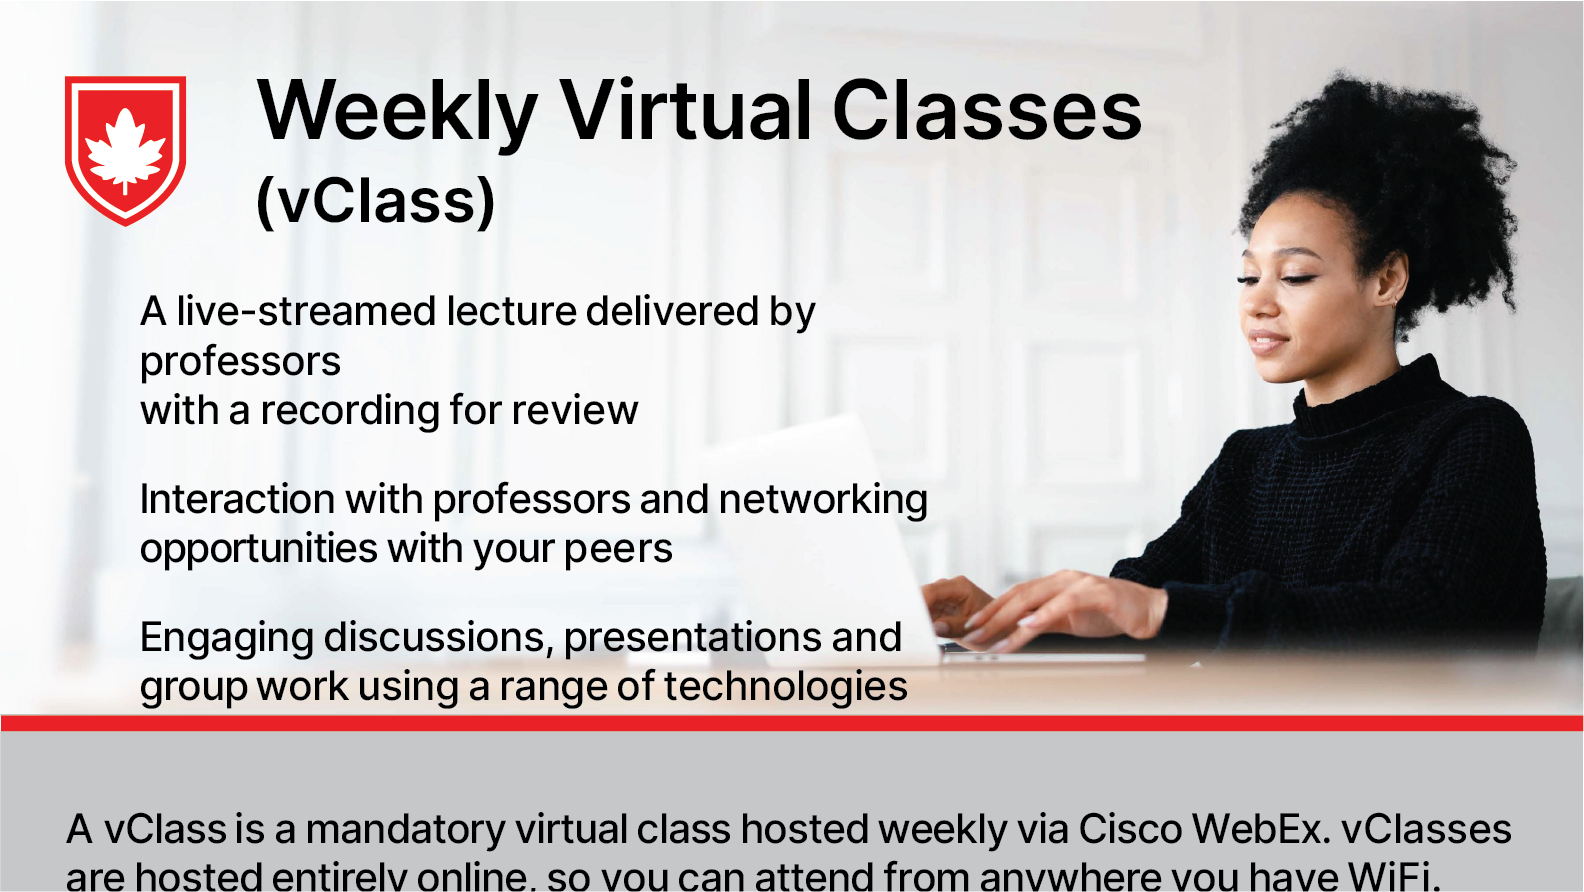 Weekly Virtual Classes
(vClass)
A live-streamed lecture delivered by
professors
with a recording for review
Interaction with professors and networking
opportunities with your peers
Engaging discussions, presentations and
group work using a range of technologies
A vClass is a mandatory virtual class hosted weekly via Cisco WebEx. vClasses
are hosted entirely online, so you can attend from anywhere you have WiFi.